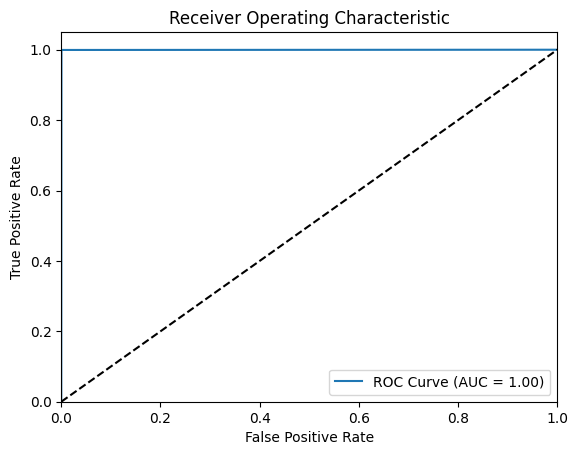 Receiver Operating Characteristic
True Positive Rate
1.0
0.8
0.6
0.4
0.2
0.0
ROC Curve (AUC = 1.00)
0.0 0.2 0.4 0.6 0.8 1.0
False Positive Rate